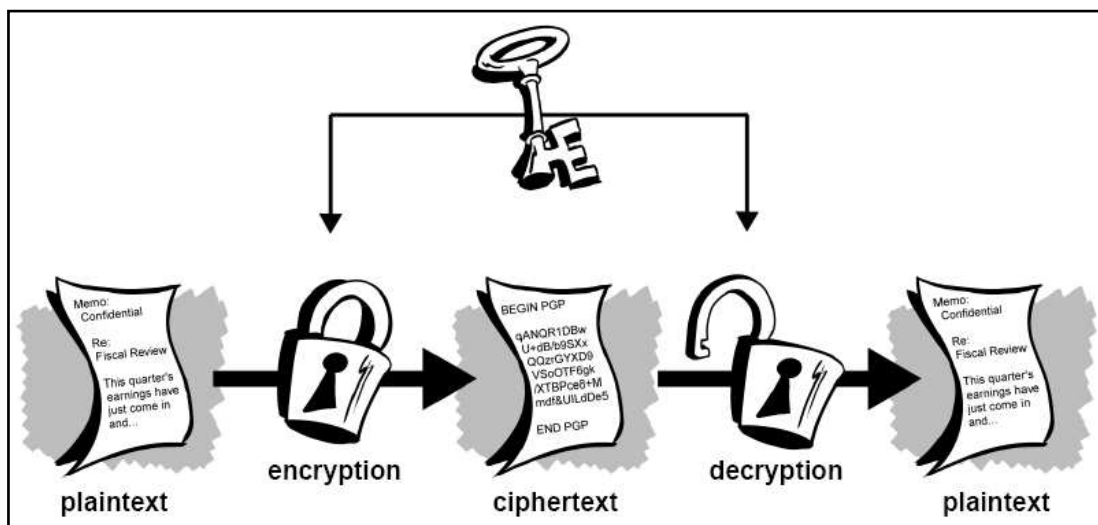 Memo:
Confidential
Re:
Fiscal Review
This quarter's
earnings have
just come in
and...
plaintext
encryption
BEGIN PGP
qANQR1DBw
U+dB/b9SXx
QQzrGYXD9
VSoOTF6gk
/XTBPce8+M
mdf&UILdDe5
END PGP
ciphertext
decryption
Memo:
Confidential
Re:
Fiscal Review
This quarter's
earnings have
just come in
and...
plaintext